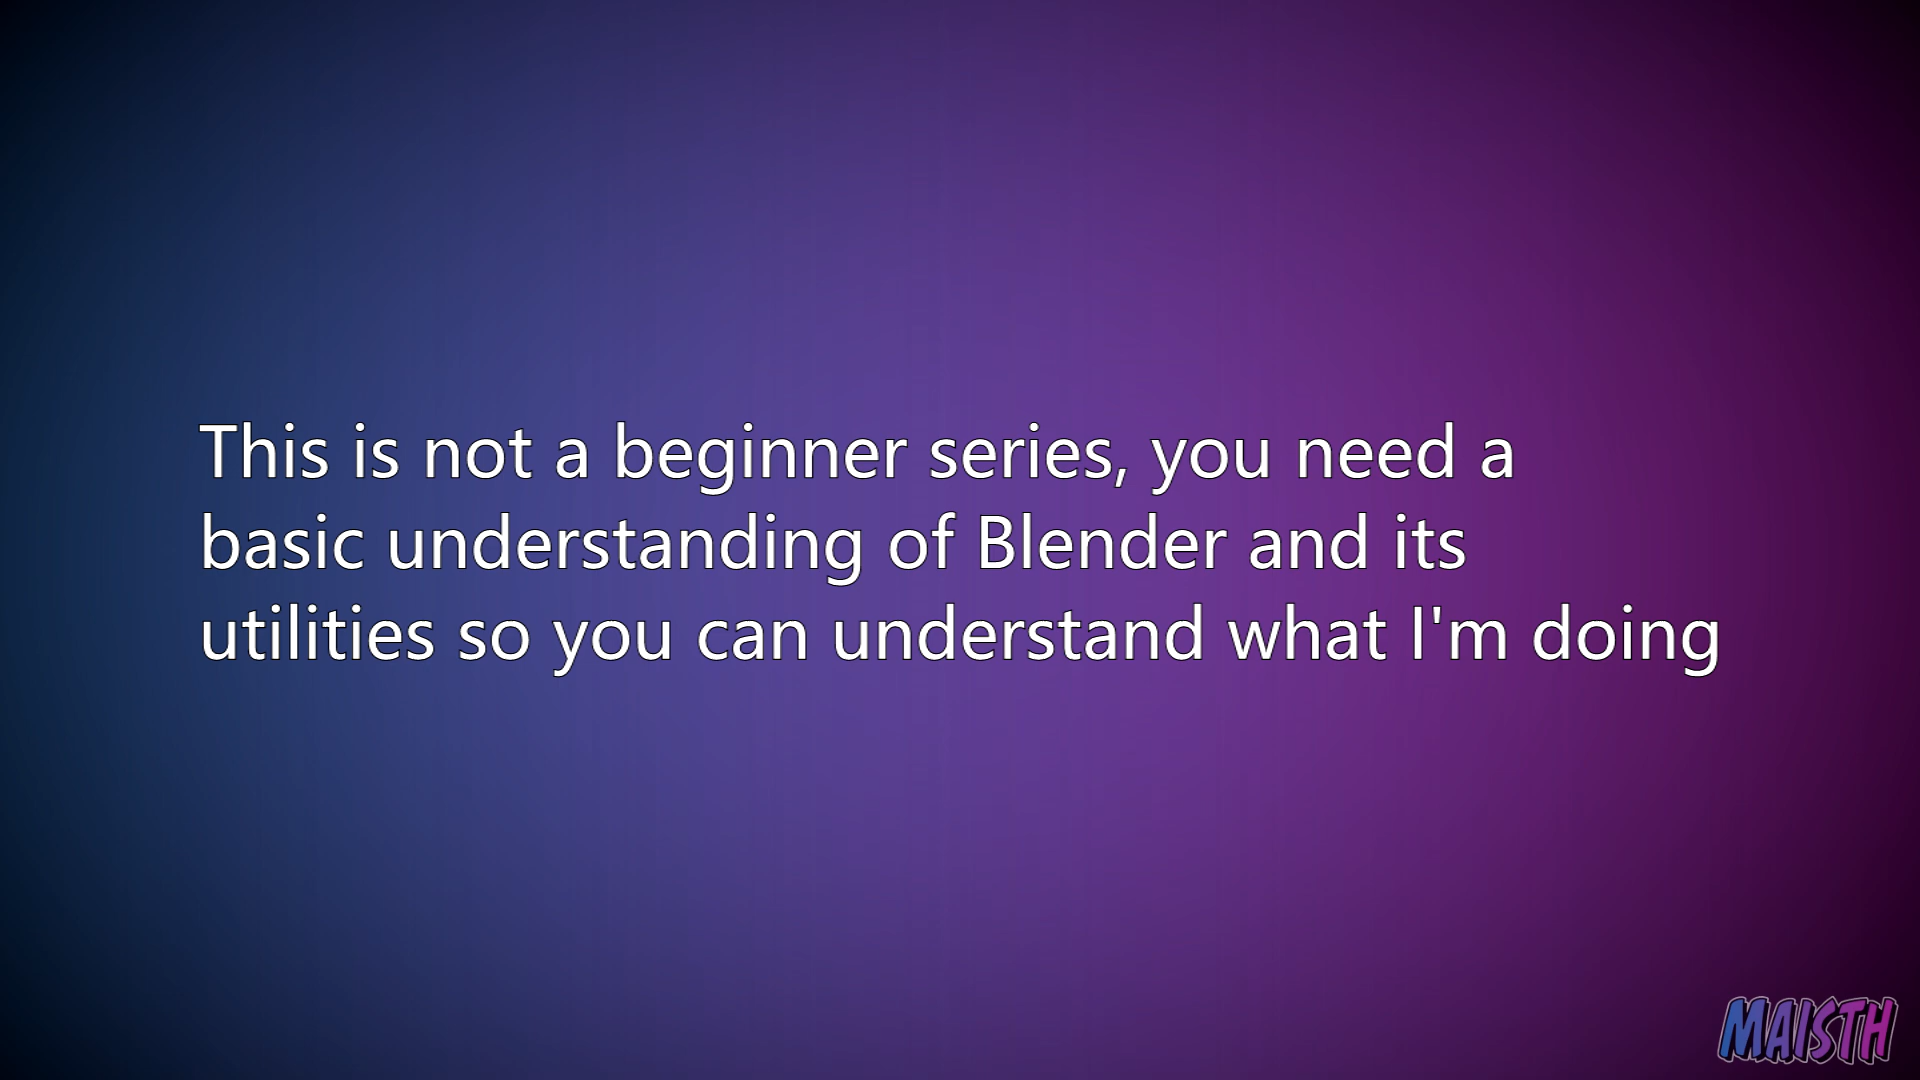 This is not a beginner series, you need a
basic understanding of Blender and its
utilities so you can understand what I'm doing
MAISTH